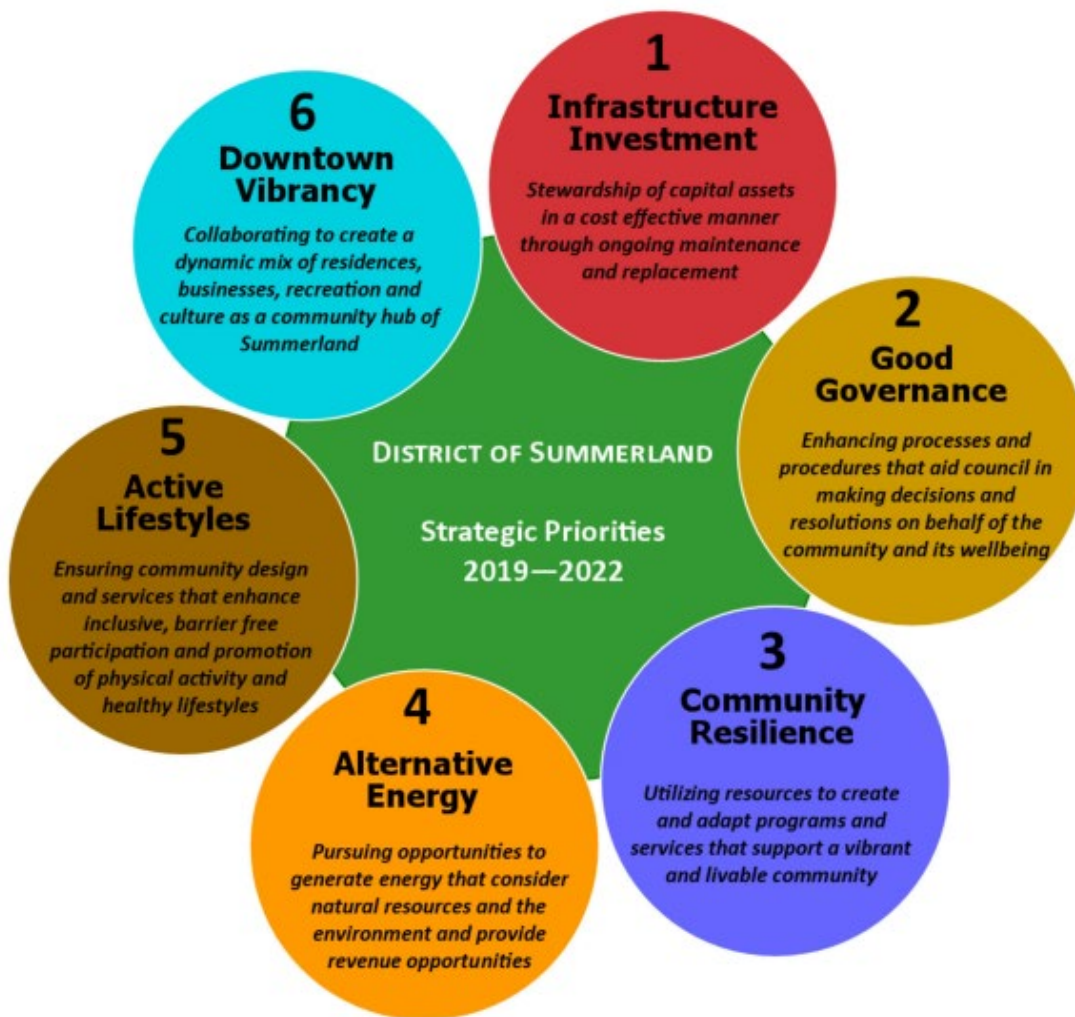 DISTRICT OF SUMMERLAND
Strategic Priorities
2019—2022
1
Infrastructure
Investment
Stewardship of capital assets
in a cost effective manner
through ongoing maintenance
and replacement
2
Good
Governance
Enhancing processes and
procedures that aid council in
making decisions and
resolutions on behalf of the
community and its wellbeing
3
Community
Resilience
Utilizing resources to create
and adapt programs and
services that support a vibrant
and livable community
4
Alternative
Energy
Pursuing opportunities to
generate energy that consider
natural resources and the
environment and provide
revenue opportunities
5
Active
Lifestyles
Ensuring community design
and services that enhance
inclusive, barrier free
participation and promotion
of physical activity and
healthy lifestyles
6
Downtown
Vibrancy
Collaborating to create a
dynamic mix of residences,
businesses, recreation and
culture as a community hub of
Summerland